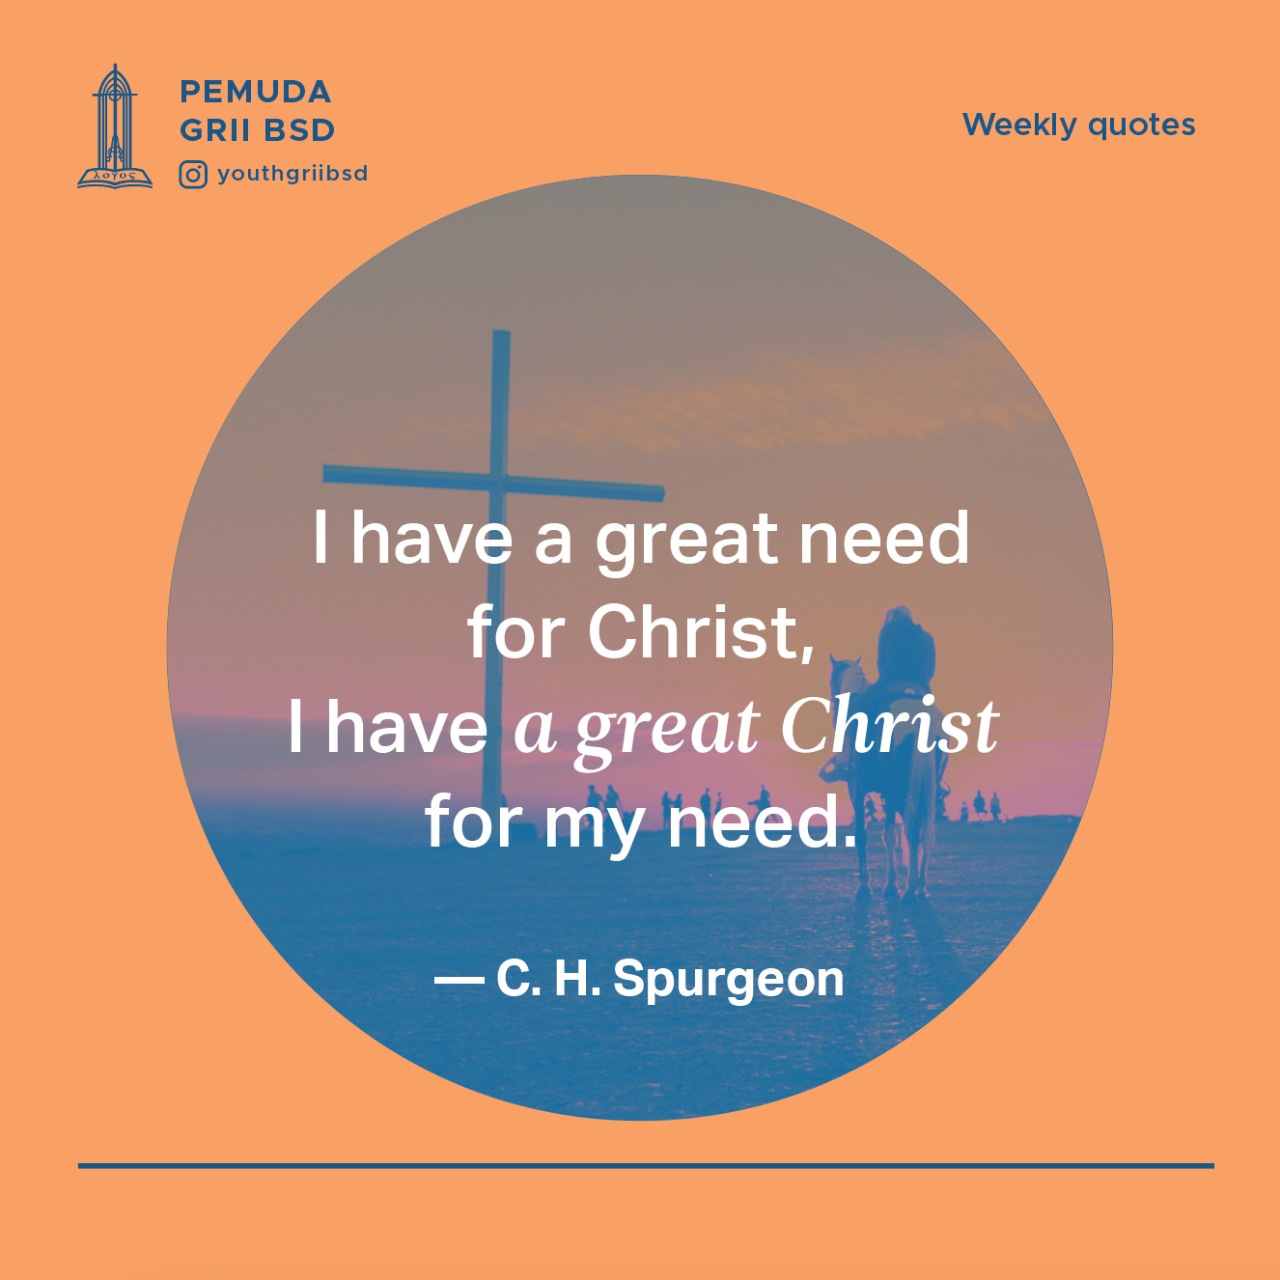 PEMUDA
GRII BSD
youthgriibsd
λογος
Weekly quotes
I have a great need
for Christ,
I have a great Christ
for my need.
— C. H. Spurgeon